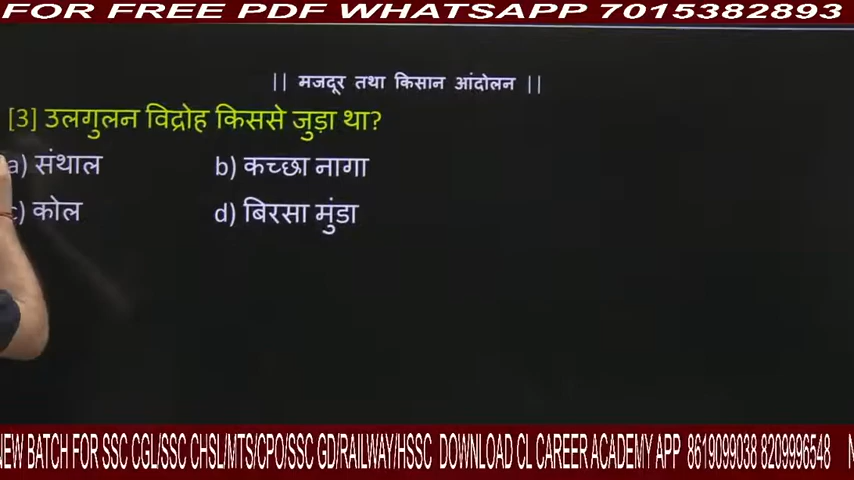 FOR FREE PDF WHATSAPP 7015382893
|| मजदूर तथा किसान आंदोलन ||
[3] उलगुलन विद्रोह किससे जुड़ा था?
a) संथाल b) कच्छा नागा
c) कोल d) बिरसा मुंडा
NEW BATCH FOR SSC CGL/SSC CHSL/MTS/CPO/SSC GD/RAILWAY/HSSC DOWNLOAD CL CAREER ACADEMY APP 8619099038 8209996548 N